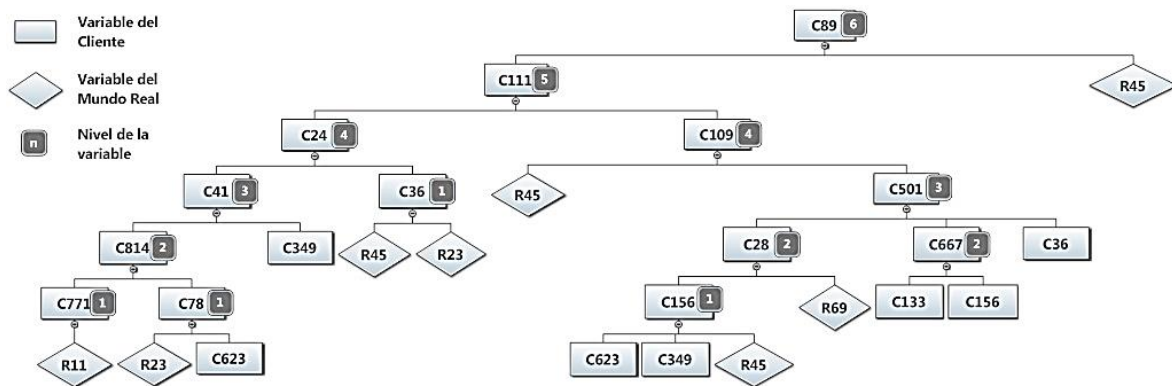 Variable del
Cliente
Variable del
Mundo Real
n
Nivel de la
variable
C89 6
C111 5
R45
C24 4
C109 4
C41 3
C36 1
R45
C501 3
C814 2
C349
R45
R23
C28 2
C667 2
C36
C771 1
C78 1
C156 1
R69
C133
C156
R11
R23
C623
C623
C349
R45